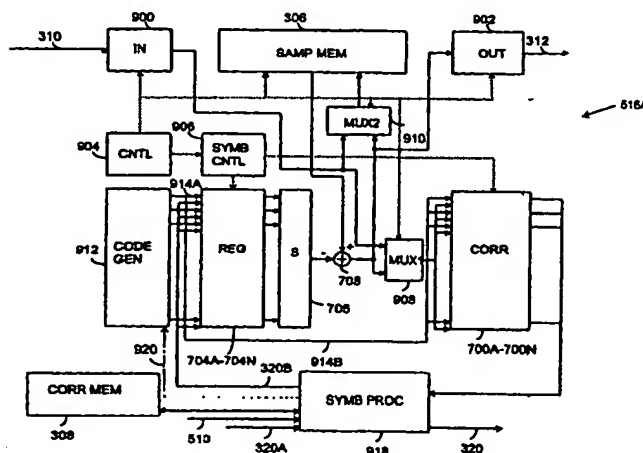 900
306
902
310
IN
SAMP MEM
OUT
312
516A
904
CNTL
906
SYMB
CNTL
MUX2
910
914A
912
CODE
GEN
REG
S
708
MUX
908
CORR
705
920
704A-704N
914B
700A-700N
320B
CORR MEM
308
SYMB PROC
510
320A
918
320